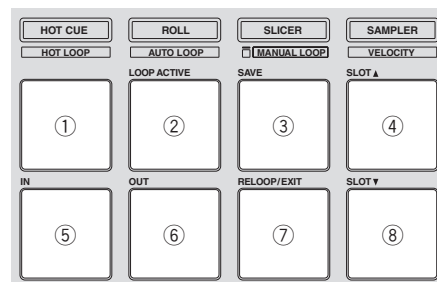 HOT CUE ROLL SLICER SAMPLER
HOT LOOP AUTO LOOP MANUAL LOOP VELOCITY
LOOP ACTIVE SAVE SLOT▲
① ② ③ ④
IN OUT RELOOP/EXIT SLOT▼
⑤ ⑥ ⑦ ⑧